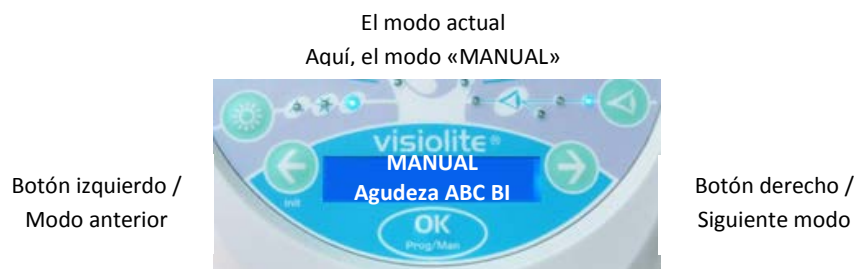 El modo actual
Aquí, el modo «MANUAL»
visiolite®
MANUAL
Agudeza ABC BI
Botón izquierdo /
Modo anterior
Botón derecho /
Siguiente modo
Init
OK
Prog/Man